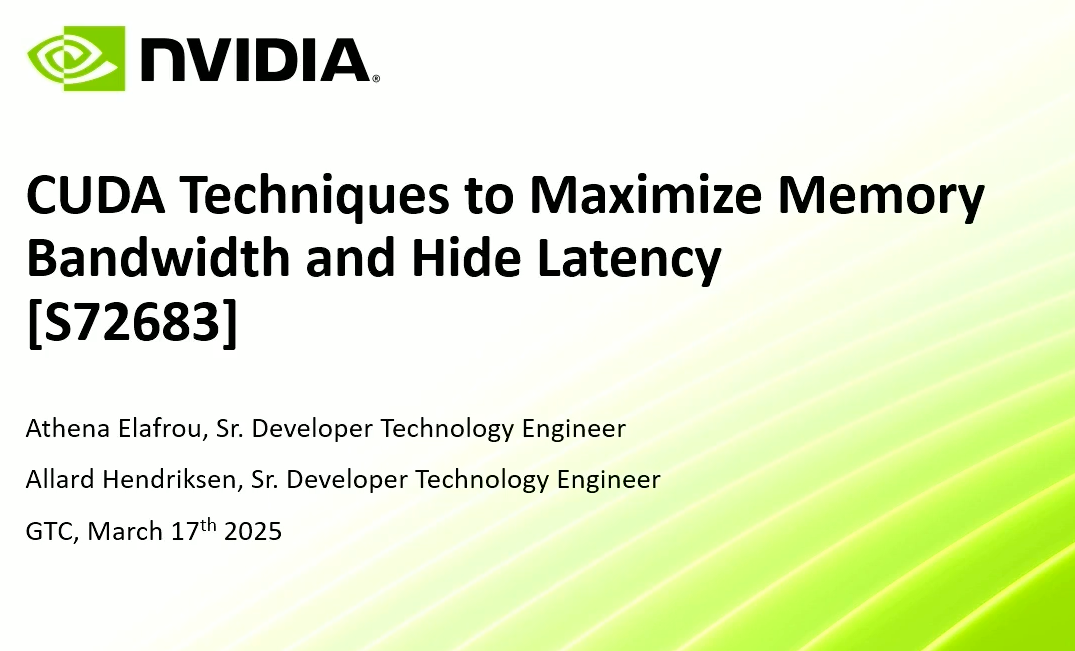 NVIDIA®
CUDA Techniques to Maximize Memory
Bandwidth and Hide Latency
[S72683]
Athena Elafrou, Sr. Developer Technology Engineer
Allard Hendriksen, Sr. Developer Technology Engineer
GTC, March 17th 2025